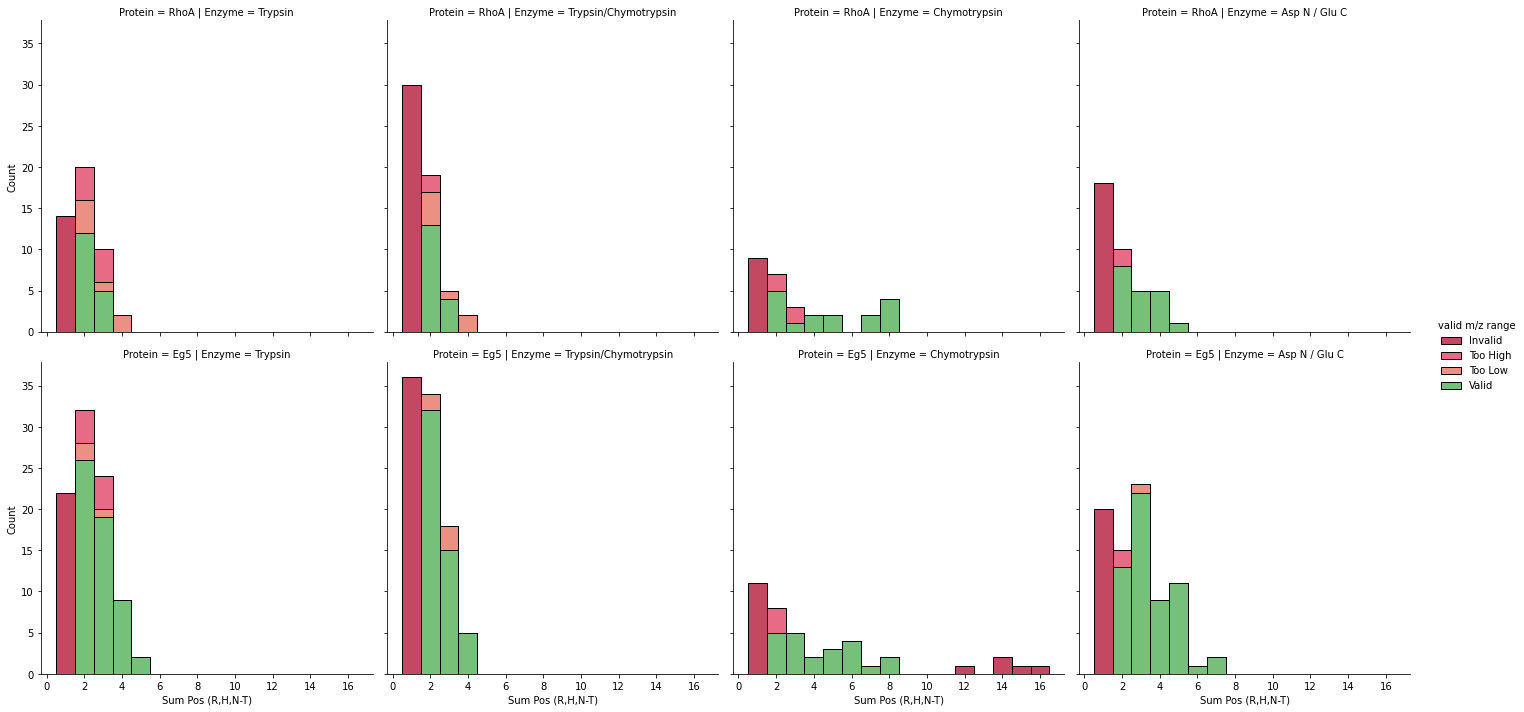 Protein = RhoA | Enzyme = Trypsin
Protein = RhoA | Enzyme = Trypsin/Chymotrypsin
Protein = RhoA | Enzyme = Chymotrypsin
Protein = RhoA | Enzyme = Asp N / Glu C
35
30
25
20
15
10
5
0
Count
Protein = Eg5 | Enzyme = Trypsin
Protein = Eg5 | Enzyme = Trypsin/Chymotrypsin
Protein = Eg5 | Enzyme = Chymotrypsin
Protein = Eg5 | Enzyme = Asp N / Glu C
35
30
25
20
15
10
5
0
Count
0 2 4 6 8 10 12 14 16
0 2 4 6 8 10 12 14 16
0 2 4 6 8 10 12 14 16
0 2 4 6 8 10 12 14 16
Sum Pos (R,H,N-T)
Sum Pos (R,H,N-T)
Sum Pos (R,H,N-T)
Sum Pos (R,H,N-T)
valid m/z range
Invalid
Too High
Too Low
Valid